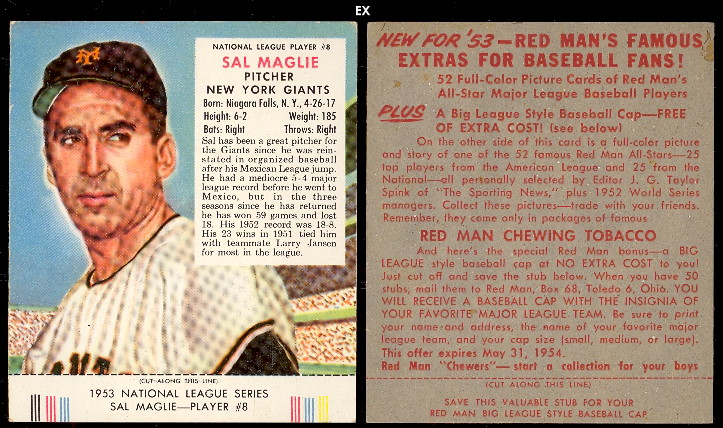 EX
NATIONAL LEAGUE PLAYER #8
SAL MAGLIE
PITCHER
NEW YORK GIANTS
Born: Niagara Falls, N. Y., 4-26-17
Height: 6-2 Weight: 185
Bats: Right Throws: Right
Sal has been a great pitcher for
the Giants since he was rein-
stated in organized baseball
after his Mexican League jump.
He had a mediocre 5-4 major
league record before he went to
Mexico, but in the three
seasons since he has returned
he has won 59 games and lost
18. His 1952 record was 18-8.
His 23 wins in 1951 tied him
with teammate Larry Jansen
for most in the league.
(CUT ALONG THIS LINE)
1953 NATIONAL LEAGUE SERIES
SAL MAGLIE—PLAYER #8
NEW FOR '53—RED MAN'S FAMOUS
EXTRAS FOR BASEBALL FANS!
52 Full-Color Picture Cards of Red Man's
All-Star Major League Baseball Players
PLUS A Big League Style Baseball Cap—FREE
OF EXTRA COST! (see below)
On the other side of this card is a full-color picture
and story of one of the 52 famous Red Man All-Stars—25
top players from the American League and 25 from the
National—all personally selected by Editor J. G. Taylor
Spink of "The Sporting News," plus 1952 World Series
managers. Collect these pictures—trade with your friends.
Remember, they come only in packages of famous
RED MAN CHEWING TOBACCO
And here's the special Red Man bonus—a BIG
LEAGUE style baseball cap at NO EXTRA COST to you!
Just cut off and save the stub below. When you have 50
stubs, mail them to Red Man, Box 68, Toledo 6, Ohio. YOU
WILL RECEIVE A BASEBALL CAP WITH THE INSIGNIA OF
YOUR FAVORITE MAJOR LEAGUE TEAM. Be sure to print
your name and address, the name of your favorite major
league team, and your cap size (small, medium, or large).
This offer expires May 31, 1954.
Red Man "Chewers"—start a collection for your boys
(CUT ALONG THIS LINE)
SAVE THIS VALUABLE STUB FOR YOUR
RED MAN BIG LEAGUE STYLE BASEBALL CAP